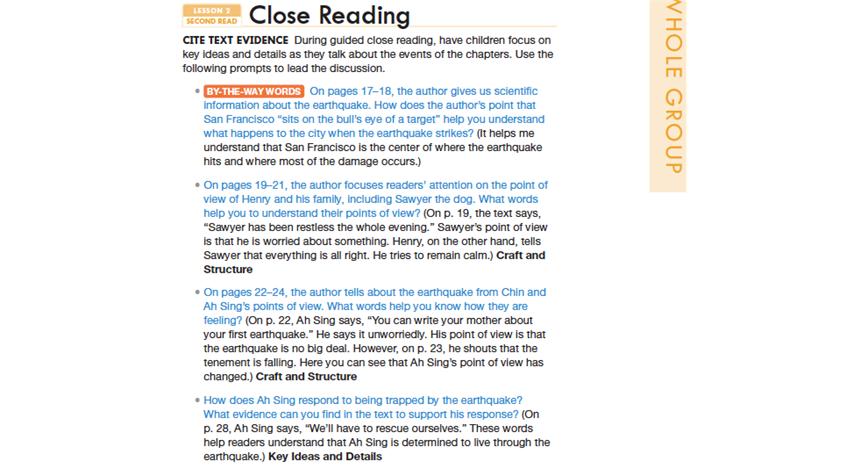 LESSON 2
SECOND READ
Close Reading
CITE TEXT EVIDENCE During guided close reading, have children focus on
key ideas and details as they talk about the events of the chapters. Use the
following prompts to lead the discussion.
• BY-THE-WAY WORDS On pages 17–18, the author gives us scientific
information about the earthquake. How does the author's point that
San Francisco “sits on the bull's eye of a target” help you understand
what happens to the city when the earthquake strikes? (It helps me
understand that San Francisco is the center of where the earthquake
hits and where most of the damage occurs.)
• On pages 19–21, the author focuses readers' attention on the point of
view of Henry and his family, including Sawyer the dog. What words
help you to understand their points of view? (On p. 19, the text says,
“Sawyer has been restless the whole evening.” Sawyer's point of view
is that he is worried about something. Henry, on the other hand, tells
Sawyer that everything is all right. He tries to remain calm.) Craft and
Structure
• On pages 22–24, the author tells about the earthquake from Chin and
Ah Sing's points of view. What words help you know how they are
feeling? (On p. 22, Ah Sing says, “You can write your mother about
your first earthquake.” He says it unworriedly. His point of view is that
the earthquake is no big deal. However, on p. 23, he shouts that the
tenement is falling. Here you can see that Ah Sing's point of view has
changed.) Craft and Structure
• How does Ah Sing respond to being trapped by the earthquake?
What evidence can you find in the text to support his response? (On
p. 28, Ah Sing says, “We'll have to rescue ourselves.” These words
help readers understand that Ah Sing is determined to live through the
earthquake.) Key Ideas and Details
WHOLE GROUP